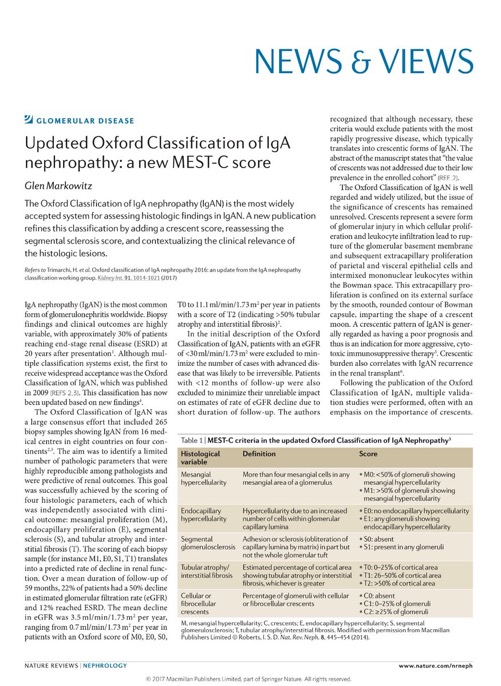 NEWS & VIEWS
GLOMERULAR DISEASE
Updated Oxford Classification of IgA
nephropathy: a new MEST-C score
Glen Markowitz
The Oxford Classification of IgA nephropathy (IgAN) is the most widely
accepted system for assessing histologic findings in IgAN. A new publication
refines this classification by adding a crescent score, reassessing the
segmental sclerosis score, and contextualizing the clinical relevance of
the histologic lesions.
Refers to Trimarchi, H. et al. Oxford classification of IgA nephropathy 2016: an update from the IgA nephropathy
classification working group. Kidney Int. 91, 1014–1021 (2017)
IgA nephropathy (IgAN) is the most common
form of glomerulonephritis worldwide. Biopsy
findings and clinical outcomes are highly
variable, with approximately 30% of patients
reaching end-stage renal disease (ESRD) at
20 years after presentation¹. Although mul-
tiple classification systems exist, the first to
receive widespread acceptance was the Oxford
Classification of IgAN, which was published
in 2009 (REFS 2,3). This classification has now
been updated based on new findings⁴.
The Oxford Classification of IgAN was
a large consensus effort that included 265
biopsy samples showing IgAN from 16 med-
ical centres in eight countries on four con-
tinents²,³. The aim was to identify a limited
number of pathologic parameters that were
highly reproducible among pathologists and
were predictive of renal outcomes. This goal
was successfully achieved by the scoring of
four histologic parameters, each of which
was independently associated with clini-
cal outcome: mesangial proliferation (M),
endocapillary proliferation (E), segmental
sclerosis (S), and tubular atrophy and inter-
stitial fibrosis (T). The scoring of each biopsy
sample (for instance M1, E0, S1, T1) translates
into a predicted rate of decline in renal func-
tion. Over a mean duration of follow-up of
59 months, 22% of patients had a 50% decline
in estimated glomerular filtration rate (eGFR)
and 12% reached ESRD. The mean decline
in eGFR was 3.5 ml/min/1.73 m² per year,
ranging from 0.7 ml/min/1.73 m² per year in
patients with an Oxford score of M0, E0, S0,
T0 to 11.1 ml/min/1.73 m² per year in patients
with a score of T2 (indicating >50% tubular
atrophy and interstitial fibrosis)².
In the initial description of the Oxford
Classification of IgAN, patients with an eGFR
of <30 ml/min/1.73 m² were excluded to min-
imize the number of cases with advanced dis-
ease that was likely to be irreversible. Patients
with <12 months of follow-up were also
excluded to minimize their unreliable impact
on estimates of rate of eGFR decline due to
short duration of follow-up. The authors
recognized that although necessary, these
criteria would exclude patients with the most
rapidly progressive disease, which typically
translates into crescentic forms of IgAN. The
abstract of the manuscript states that “the value
of crescents was not addressed due to their low
prevalence in the enrolled cohort” (REF. 2).
The Oxford Classification of IgAN is well
regarded and widely utilized, but the issue of
the significance of crescents has remained
unresolved. Crescents represent a severe form
of glomerular injury in which cellular prolif-
eration and leukocyte infiltration lead to rup-
ture of the glomerular basement membrane
and subsequent extracapillary proliferation
of parietal and visceral epithelial cells and
intermixed mononuclear leukocytes within
the Bowman space. This extracapillary pro-
liferation is confined on its external surface
by the smooth, rounded contour of Bowman
capsule, imparting the shape of a crescent
moon. A crescentic pattern of IgAN is gener-
ally regarded as having a poor prognosis and
thus is an indication for more aggressive, cyto-
toxic immunosuppressive therapy⁵. Crescentic
burden also correlates with IgAN recurrence
in the renal transplant⁶.
Following the publication of the Oxford
Classification of IgAN, multiple valida-
tion studies were performed, often with an
emphasis on the importance of crescents.
Table 1 | MEST-C criteria in the updated Oxford Classification of IgA Nephropathy³
Histological variable Definition Score
Mesangial hypercellularity More than four mesangial cells in any mesangial area of a glomerulus • M0: <50% of glomeruli showing mesangial hypercellularity
• M1: >50% of glomeruli showing mesangial hypercellularity
Endocapillary hypercellularity Hypercellularity due to an increased number of cells within glomerular capillary lumina • E0: no endocapillary hypercellularity
• E1: any glomeruli showing endocapillary hypercellularity
Segmental glomerulosclerosis Adhesion or sclerosis (obliteration of capillary lumina by matrix) in part but not the whole glomerular tuft • S0: absent
• S1: present in any glomeruli
Tubular atrophy/ interstitial fibrosis Estimated percentage of cortical area showing tubular atrophy or interstitial fibrosis, whichever is greater • T0: 0–25% of cortical area
• T1: 26–50% of cortical area
• T2: >50% of cortical area
Cellular or fibrocellular crescents Percentage of glomeruli with cellular or fibrocellular crescents • C0: absent
• C1: 0–25% of glomeruli
• C2: ≥25% of glomeruli
M, mesangial hypercellularity; C, crescents; E, endocapillary hypercellularity; S, segmental
glomerulosclerosis; T, tubular atrophy/interstitial fibrosis. Modified with permission from Macmillan
Publishers Limited © Roberts, I. S. D. Nat. Rev. Neph. 8, 445–454 (2014).
NATURE REVIEWS | NEPHROLOGY
www.nature.com/nrneph
© 2017 Macmillan Publishers Limited, part of Springer Nature. All rights reserved.